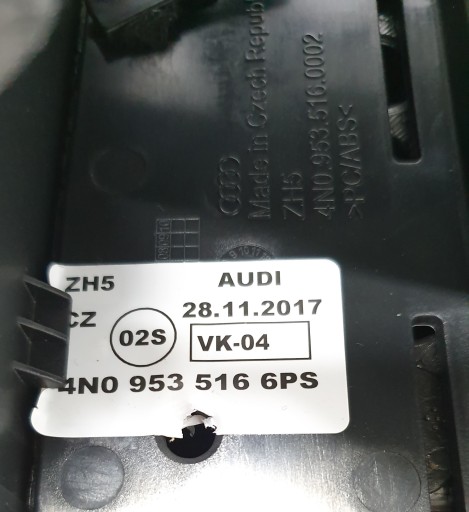 Made in Czech Republic
ZH5
4N0.953.516.0002
>PC/ABS<
ZH5 AUDI
CZ 02S 28.11.2017
VK-04
4N0 953 516 6PS